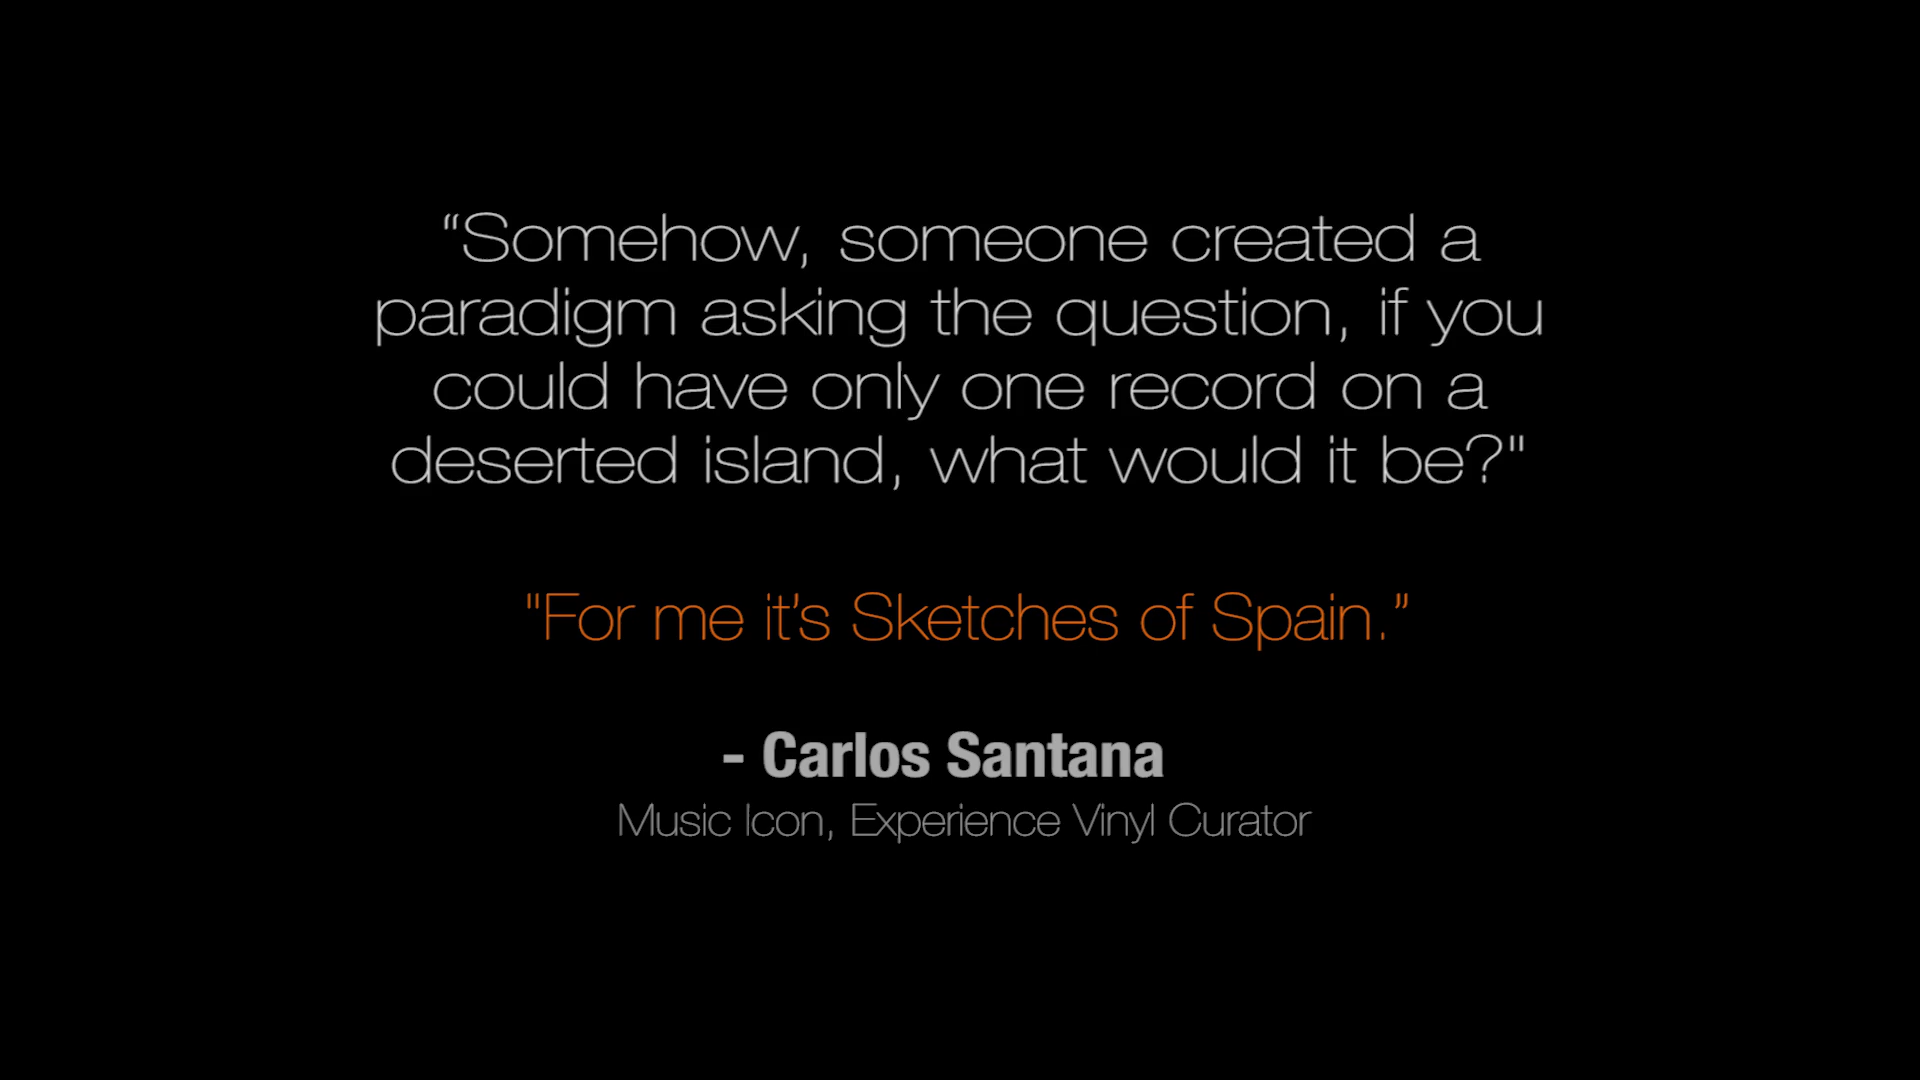 “Somehow, someone created a
paradigm asking the question, if you
could have only one record on a
deserted island, what would it be?"
"For me it’s Sketches of Spain.”
- Carlos Santana
Music Icon, Experience Vinyl Curator